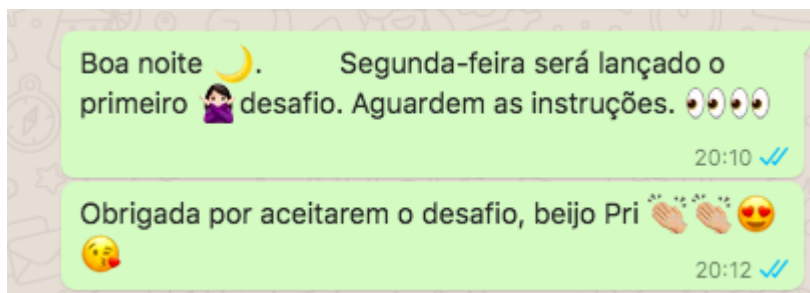 Boa noite 🌙. Segunda-feira será lançado o
primeiro 🙅🏻‍♀️desafio. Aguardem as instruções. 👀👀
20:10
Obrigada por aceitarem o desafio, beijo Pri 👏🏼👏🏼😍
😘
20:12